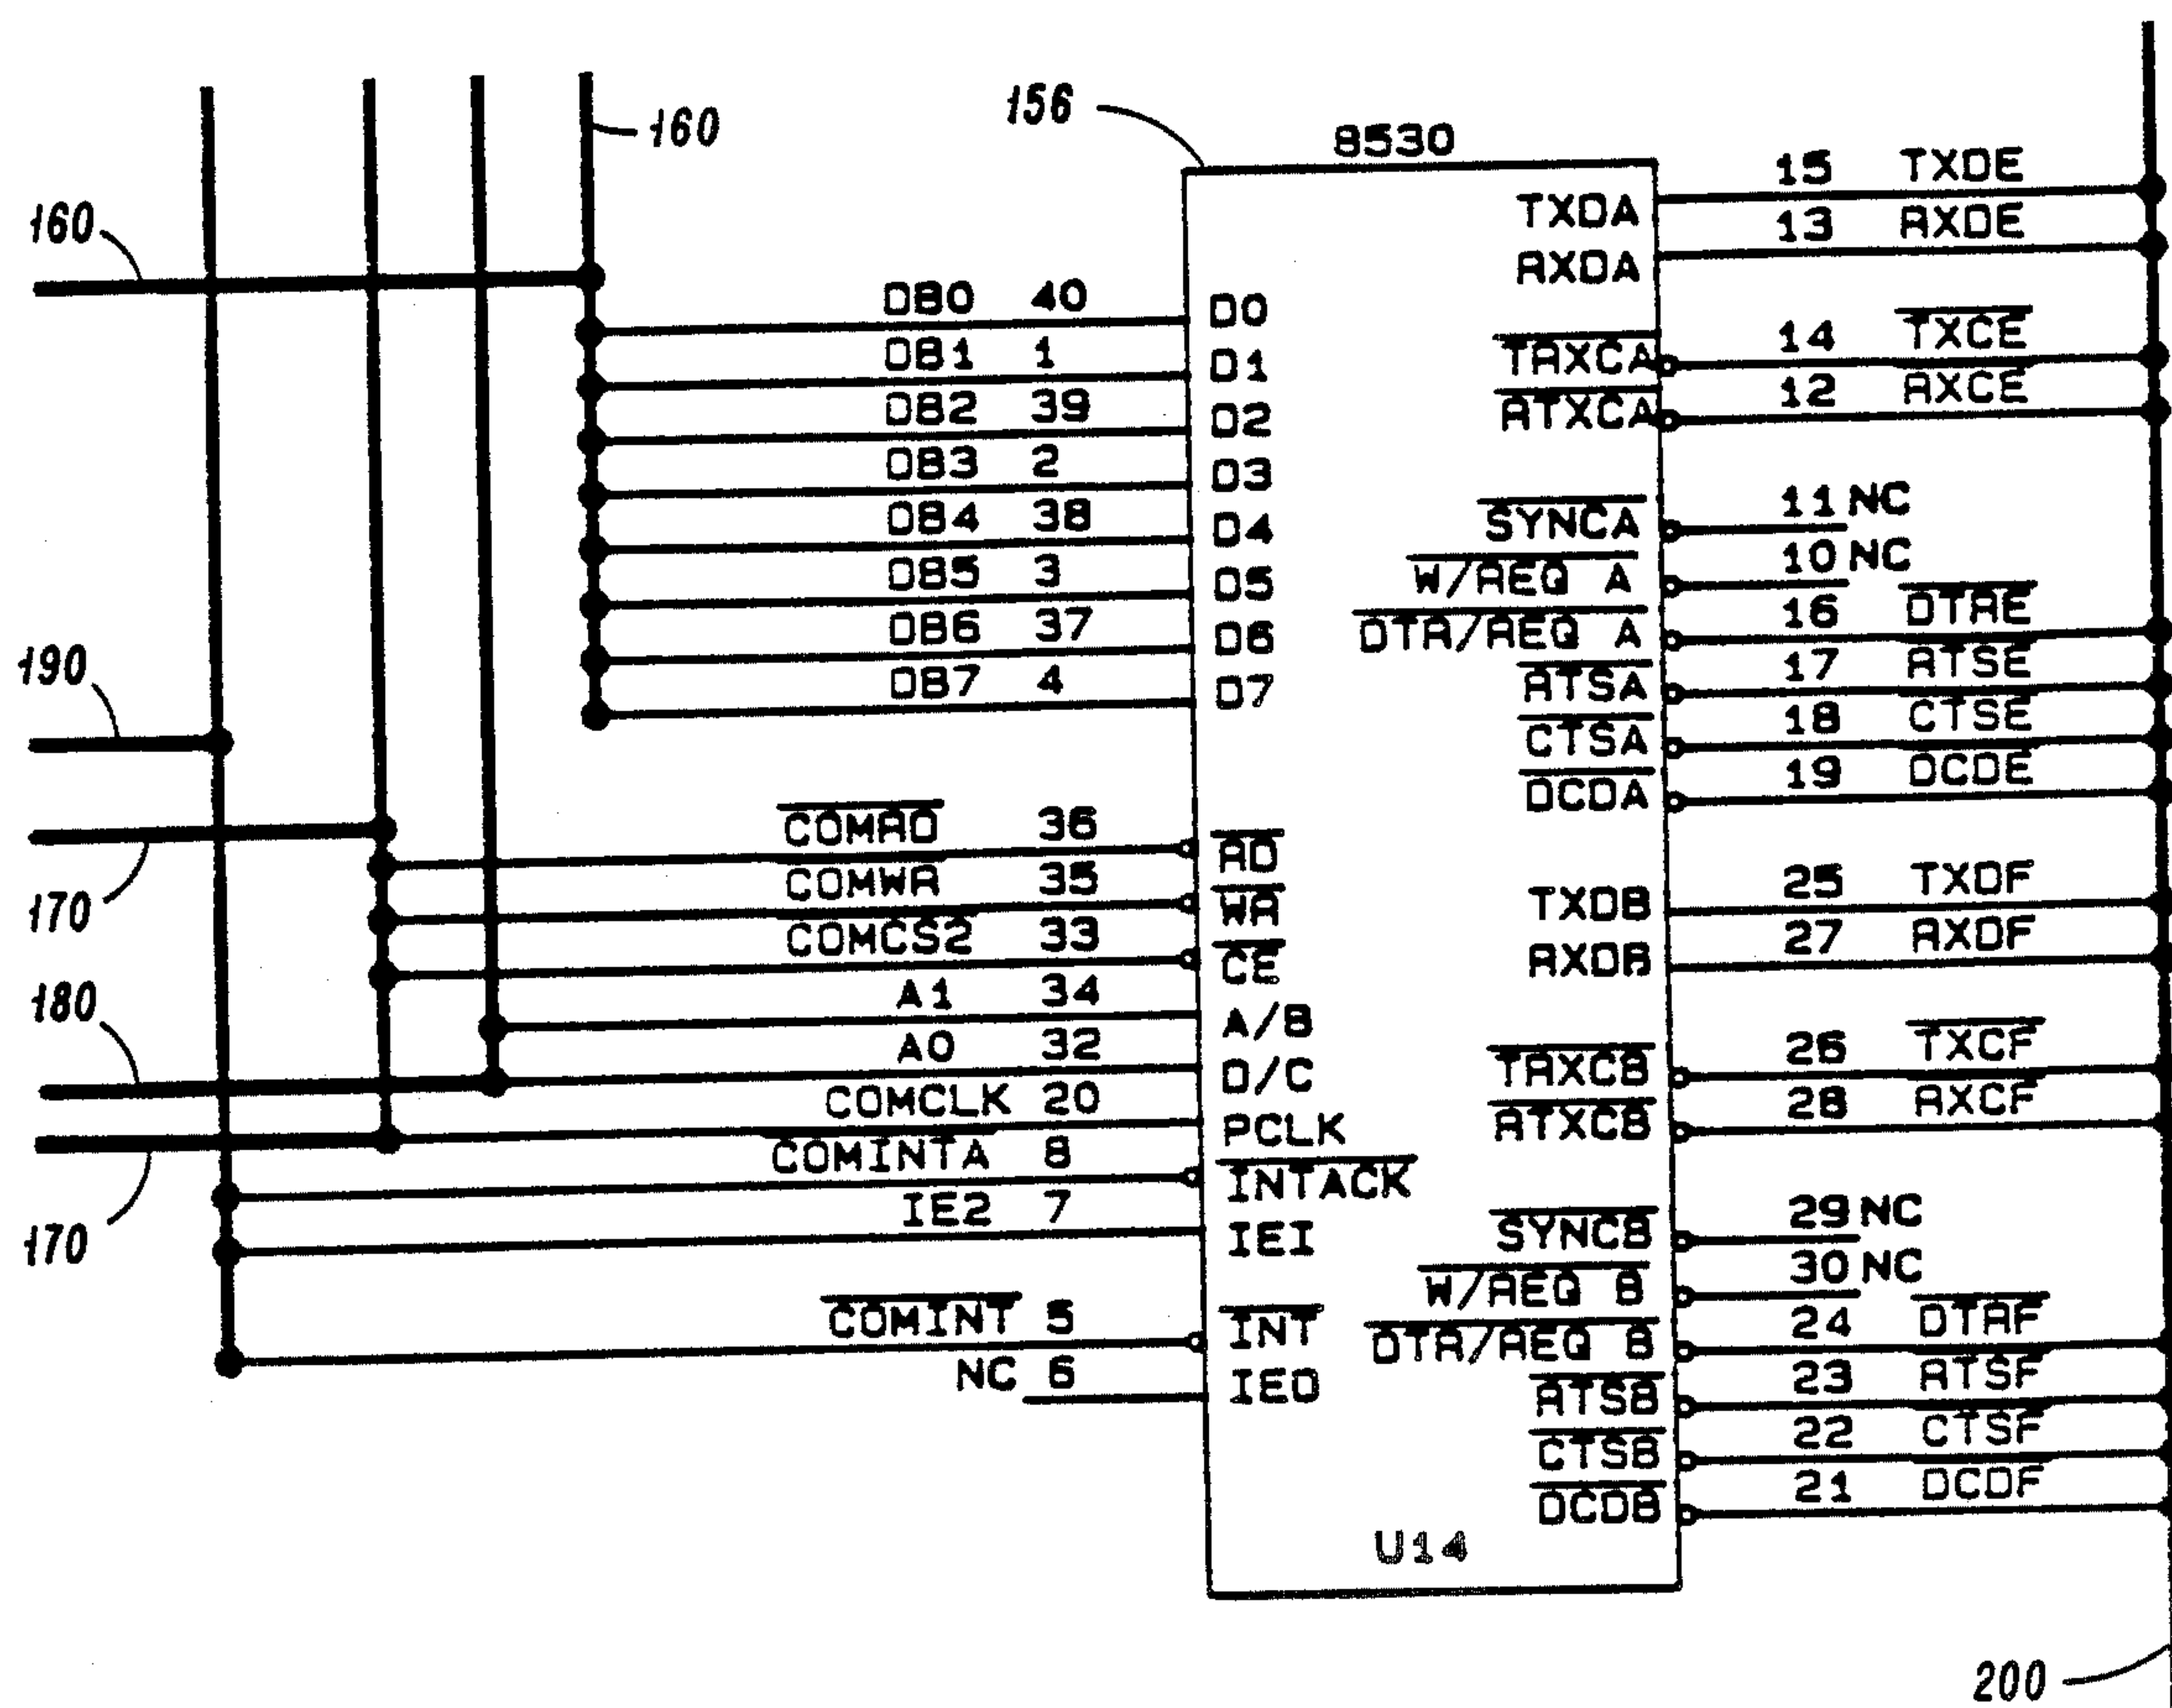 156
8530
160
160
190
170
180
170
200
DB0 40 D0
DB1 1 D1
DB2 39 D2
DB3 2 D3
DB4 38 D4
DB5 3 D5
DB6 37 D6
DB7 4 D7
COMRD 36 RD
COMWR 35 WR
COMCS2 33 CE
A1 34 A/B
A0 32 D/C
COMCLK 20 PCLK
COMINTA 8 INTACK
IE2 7 IEI
COMINT 5 INT
NC 6 IEO
TXDA 15 TXDE
RXDA 13 RXDE
TRXCA 14 TXCE
RTXCA 12 RXCE
SYNCA 11 NC
W/REQ A 10 NC
DTR/REQ A 16 DTRE
RTSA 17 RTSE
CTSA 18 CTSE
DCDA 19 DCDE
TXDB 25 TXDF
RXDB 27 RXDF
TRXCB 26 TXCF
RTXCB 28 RXCF
SYNCB 29 NC
W/REQ B 30 NC
DTR/REQ B 24 DTRF
RTSB 23 RTSF
CTSB 22 CTSF
DCDB 21 DCDF
U14